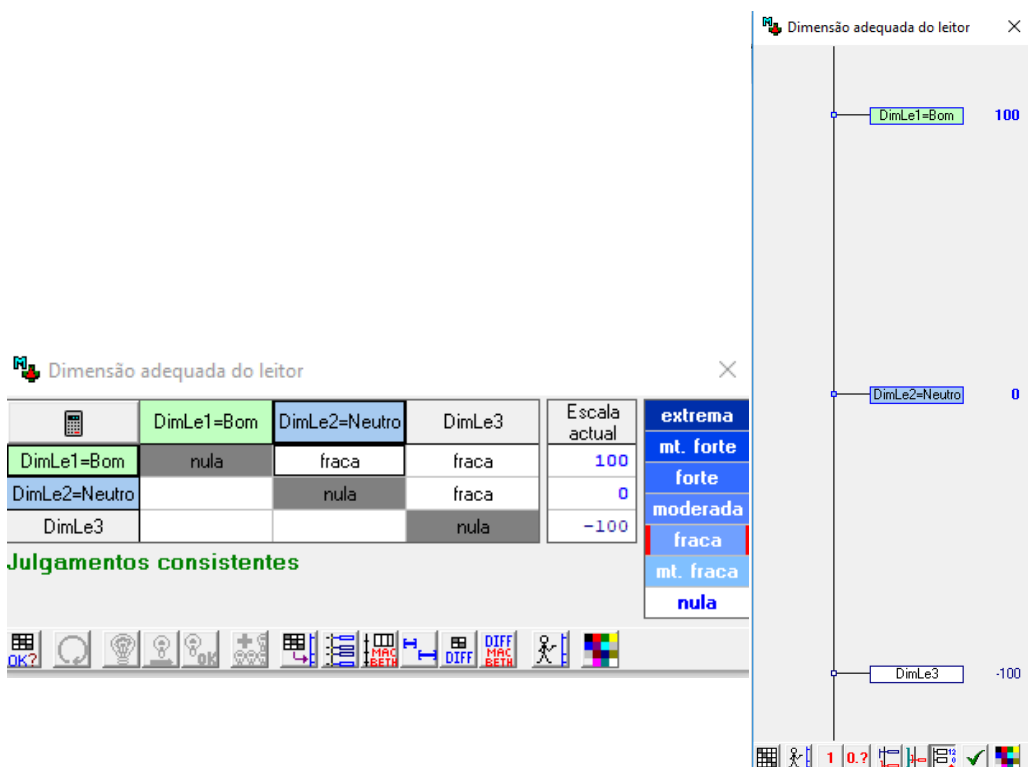 Dimensão adequada do leitor
DimLe1=Bom 100
DimLe2=Neutro 0
DimLe3 -100
1 0.?
Dimensão adequada do leitor
DimLe1=Bom DimLe2=Neutro DimLe3 Escala actual
DimLe1=Bom nula fraca fraca 100
DimLe2=Neutro nula fraca 0
DimLe3 nula -100
extrema
mt. forte
forte
moderada
fraca
mt. fraca
nula
Julgamentos consistentes
OK? OK MAC BETH DIFF DIFF MAC BETH